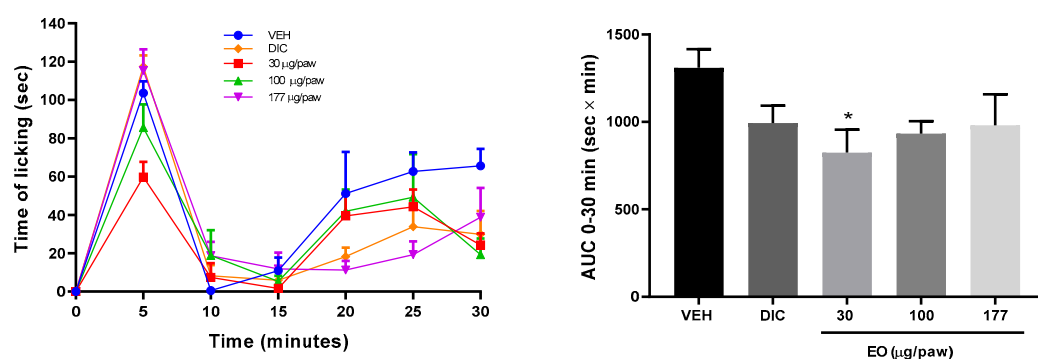 140
120
100
80
60
40
20
0
Time of licking (sec)
VEH
DIC
30 µg/paw
100 µg/paw
177 µg/paw
0 5 10 15 20 25 30
Time (minutes)
1500
1000
500
0
AUC 0-30 min (sec × min)
*
VEH DIC 30 100 177
EO (µg/paw)